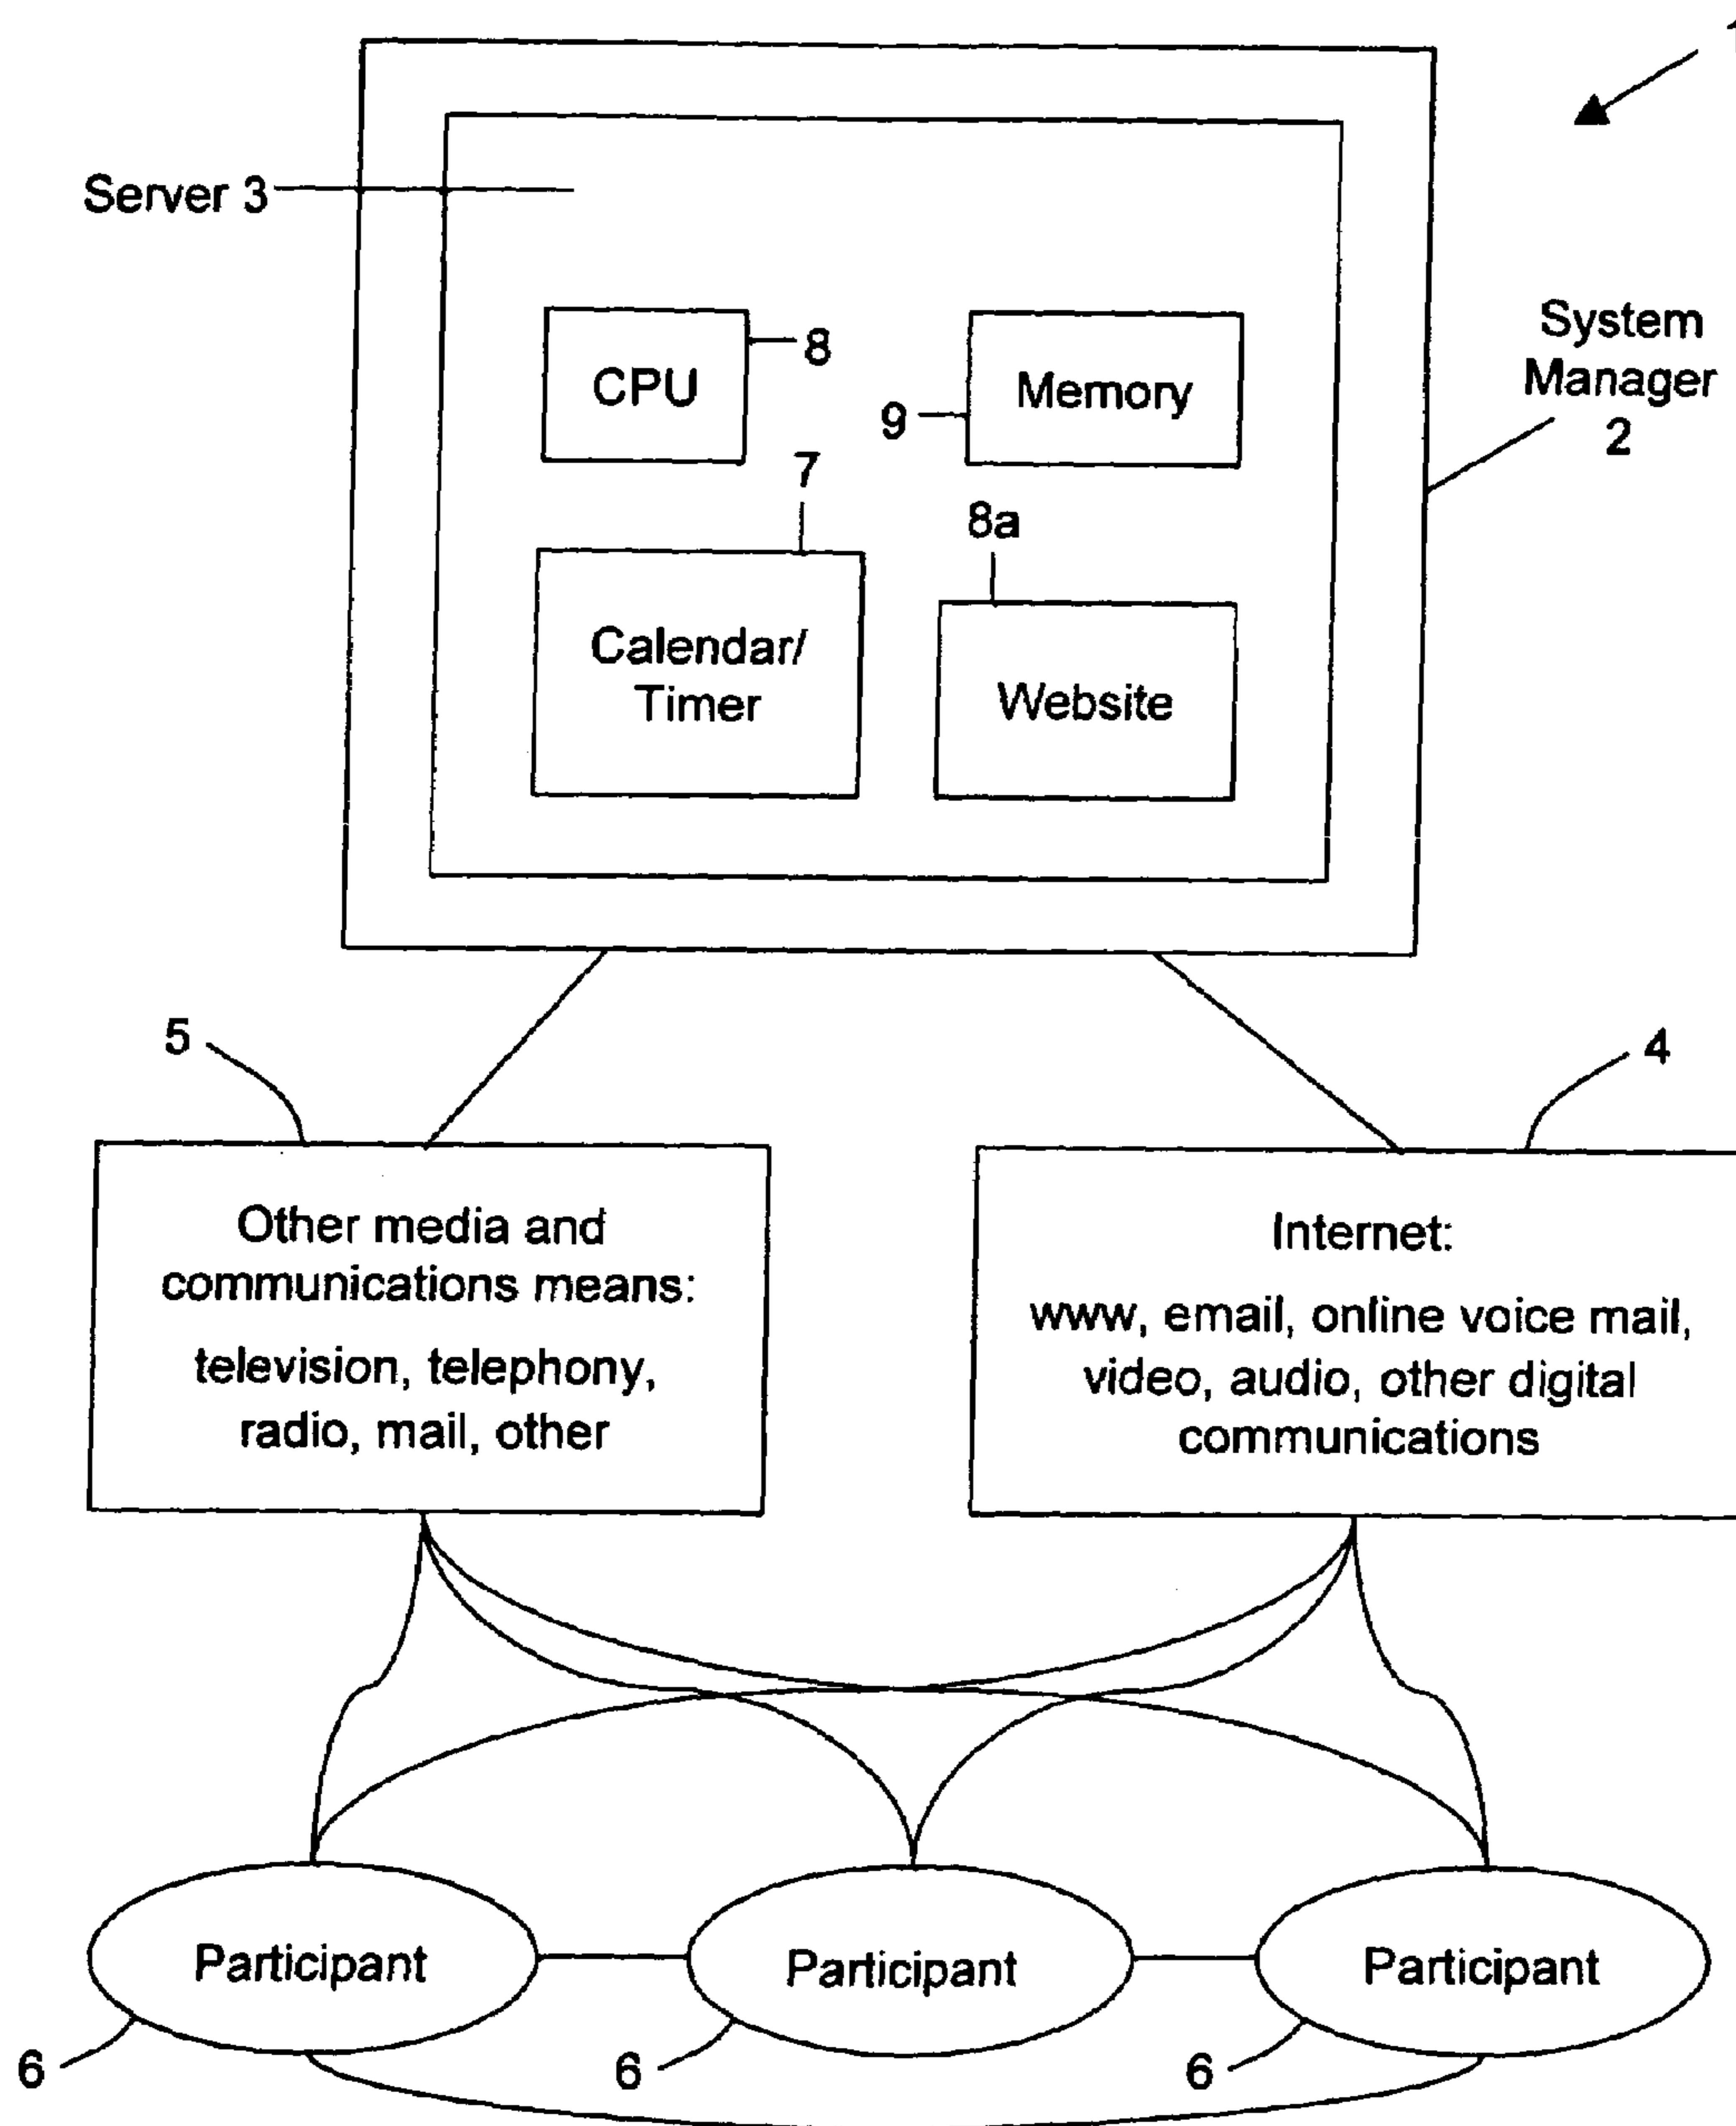 1
Server 3
CPU
8
Memory
9
System
Manager
2
7
8a
Calendar/
Timer
Website
5
4
Other media and
communications means:
television, telephony,
radio, mail, other
Internet:
www, email, online voice mail,
video, audio, other digital
communications
Participant
Participant
Participant
6
6
6